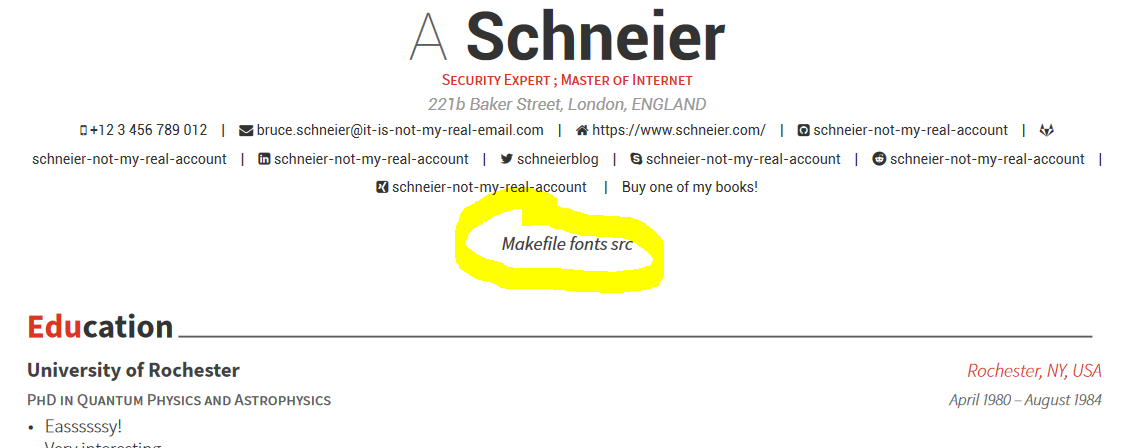 A Schneier
Security Expert ; Master of Internet
221b Baker Street, London, ENGLAND
+12 3 456 789 012 | bruce.schneier@it-is-not-my-real-email.com | https://www.schneier.com/ | schneier-not-my-real-account |
schneier-not-my-real-account | schneier-not-my-real-account | schneierblog | schneier-not-my-real-account | schneier-not-my-real-account |
schneier-not-my-real-account | Buy one of my books!
Makefile fonts src
Education
University of Rochester Rochester, NY, USA
PhD in Quantum Physics and Astrophysics April 1980 – August 1984
• Eassssssy!
Very interesting